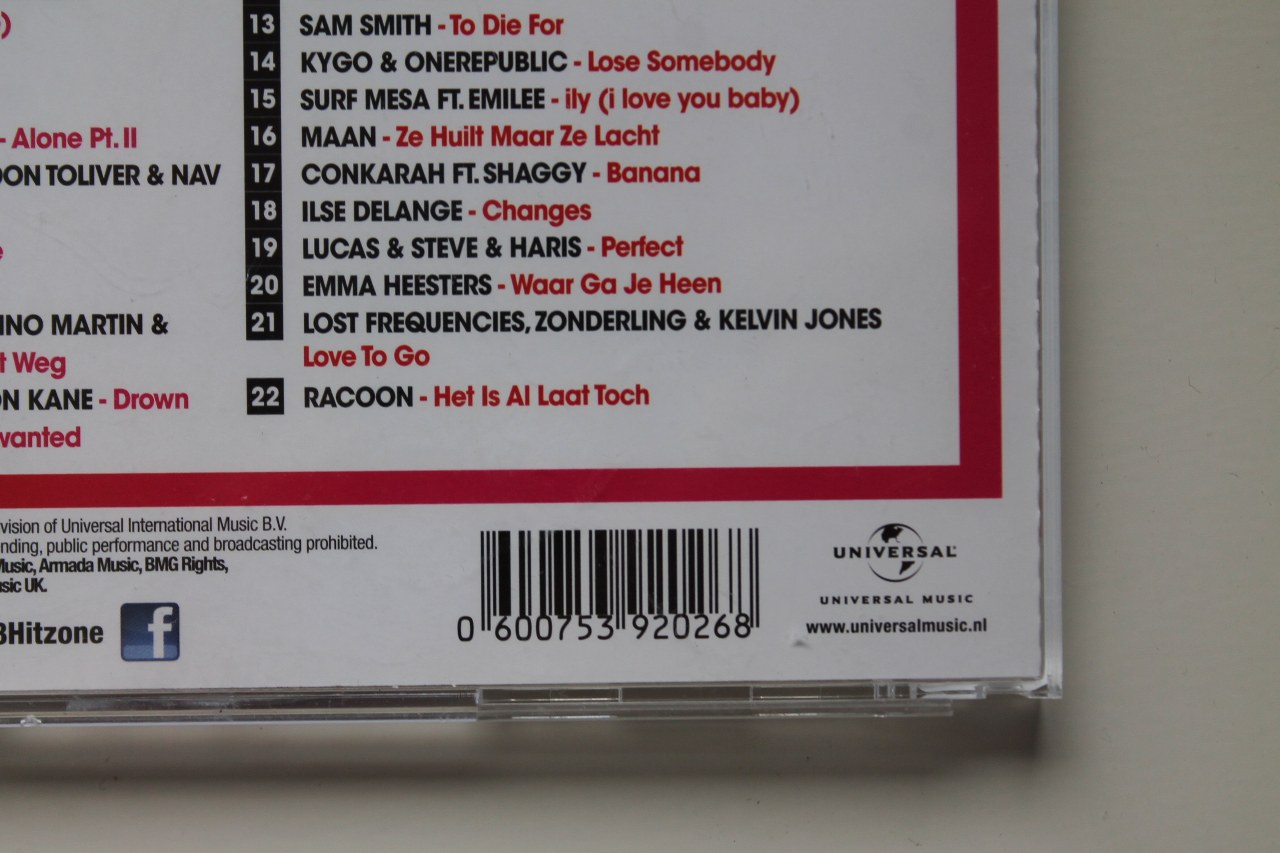 )
- Alone Pt. II
ON TOLIVER & NAV
INO MARTIN &
t Weg
N KANE - Drown
wanted
13 SAM SMITH - To Die For
14 KYGO & ONEREPUBLIC - Lose Somebody
15 SURF MESA FT. EMILEE - ily (i love you baby)
16 MAAN - Ze Huilt Maar Ze Lacht
17 CONKARAH FT. SHAGGY - Banana
18 ILSE DELANGE - Changes
19 LUCAS & STEVE & HARIS - Perfect
20 EMMA HEESTERS - Waar Ga Je Heen
21 LOST FREQUENCIES, ZONDERLING & KELVIN JONES
Love To Go
22 RACOON - Het Is Al Laat Toch
vision of Universal International Music B.V.
nding, public performance and broadcasting prohibited.
Music, Armada Music, BMG Rights,
sic UK.
Hitzone
f
0 600753 920268
UNIVERSAL
UNIVERSAL MUSIC
www.universalmusic.nl